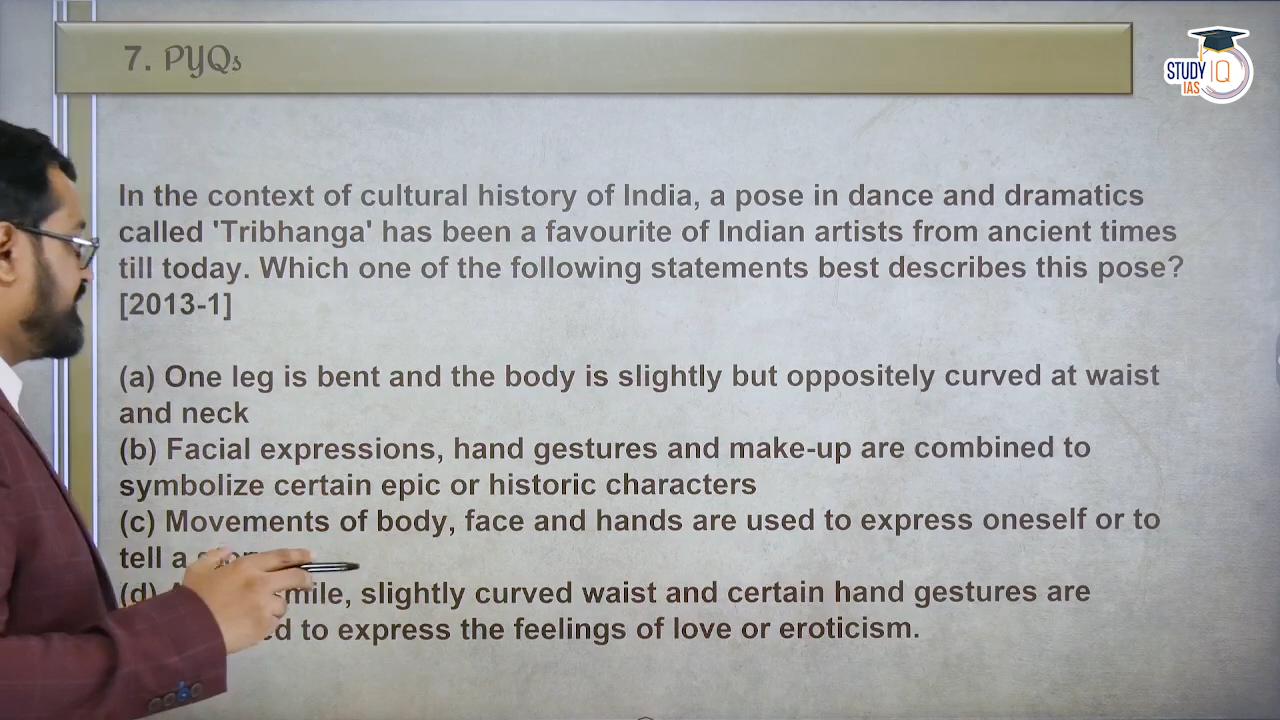 7. PYQs
STUDY IQ
IAS
In the context of cultural history of India, a pose in dance and dramatics
called 'Tribhanga' has been a favourite of Indian artists from ancient times
till today. Which one of the following statements best describes this pose?
[2013-1]
(a) One leg is bent and the body is slightly but oppositely curved at waist
and neck
(b) Facial expressions, hand gestures and make-up are combined to
symbolize certain epic or historic characters
(c) Movements of body, face and hands are used to express oneself or to
tell a
(d) slightly curved waist and certain hand gestures are
to express the feelings of love or eroticism.